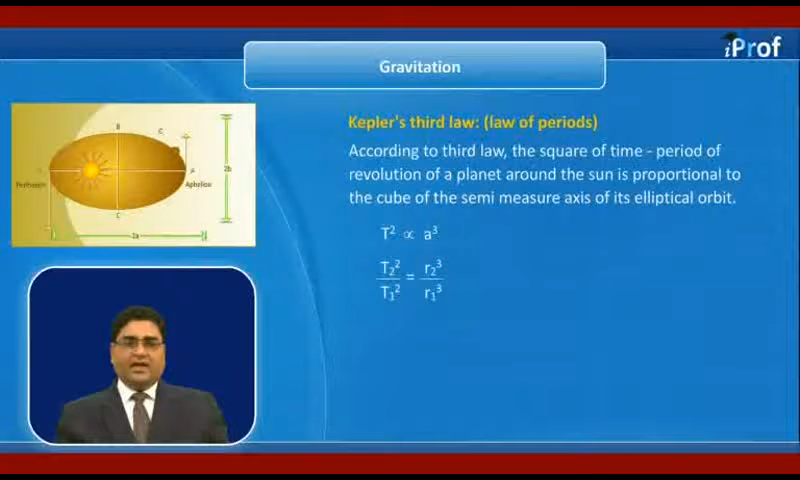 iProf
Gravitation
Kepler's third law: (law of periods)
According to third law, the square of time - period of
revolution of a planet around the sun is proportional to
the cube of the semi measure axis of its elliptical orbit.
T² ∝ a³
T₂² / T₁² = r₂³ / r₁³
B
C
A
2b
Perihelion
Aphelion
C
2a